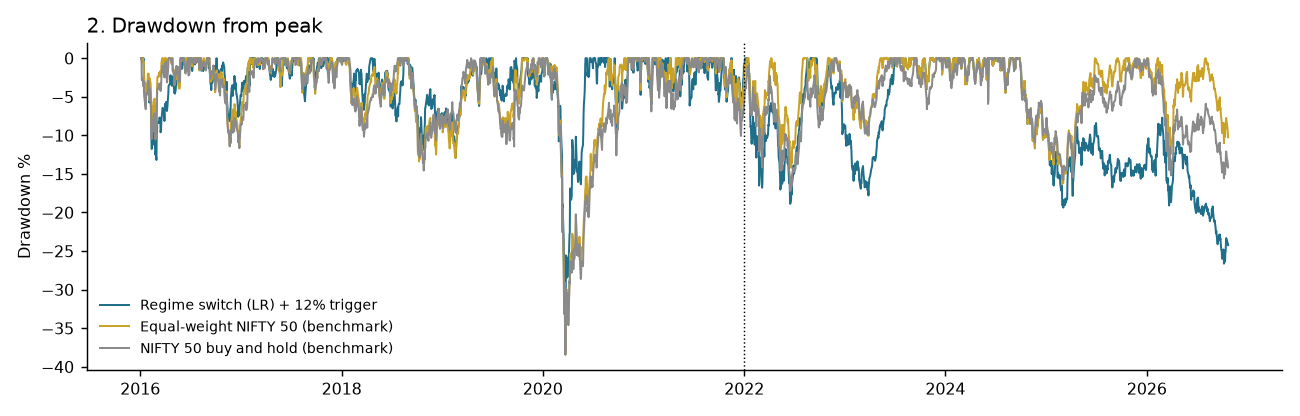 2. Drawdown from peak
Drawdown %
0
−5
−10
−15
−20
−25
−30
−35
−40
Regime switch (LR) + 12% trigger
Equal-weight NIFTY 50 (benchmark)
NIFTY 50 buy and hold (benchmark)
2016 2018 2020 2022 2024 2026